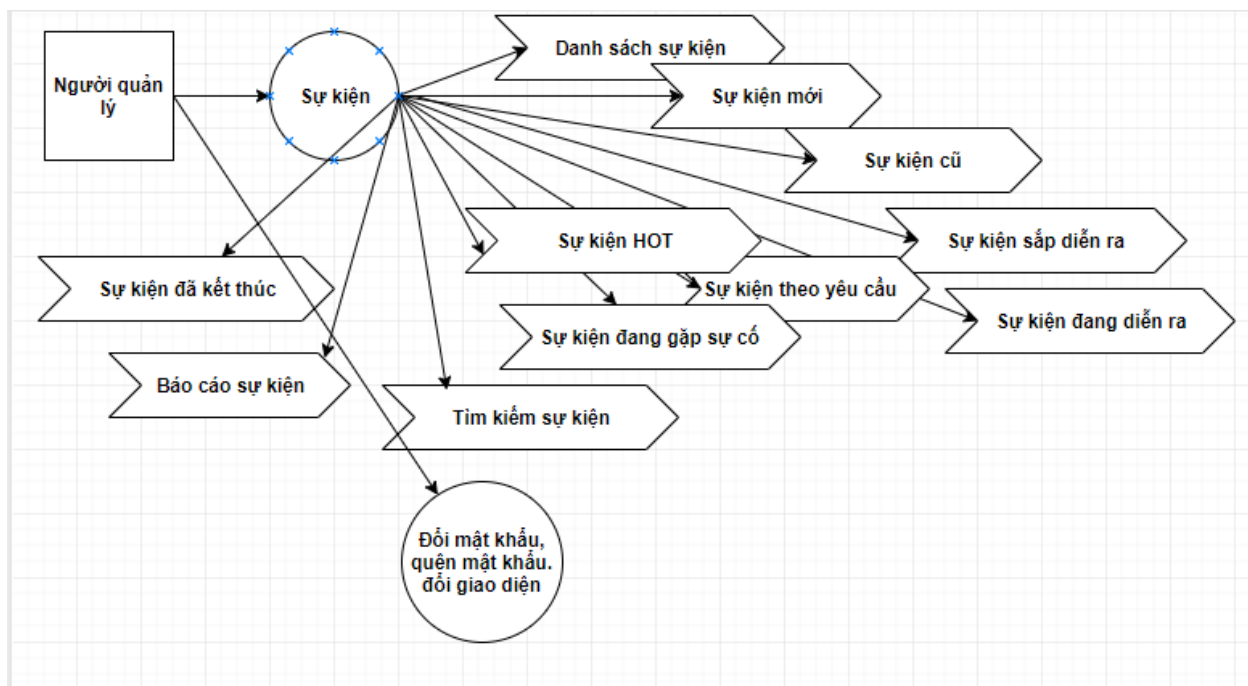 Người quản
lý
Sự kiện
Danh sách sự kiện
Sự kiện mới
Sự kiện cũ
Sự kiện HOT
Sự kiện sắp diễn ra
Sự kiện đã kết thúc
Sự kiện theo yêu cầu
Sự kiện đang gặp sự cố
Sự kiện đang diễn ra
Báo cáo sự kiện
Tìm kiếm sự kiện
Đổi mật khẩu,
quên mật khẩu.
đổi giao diện